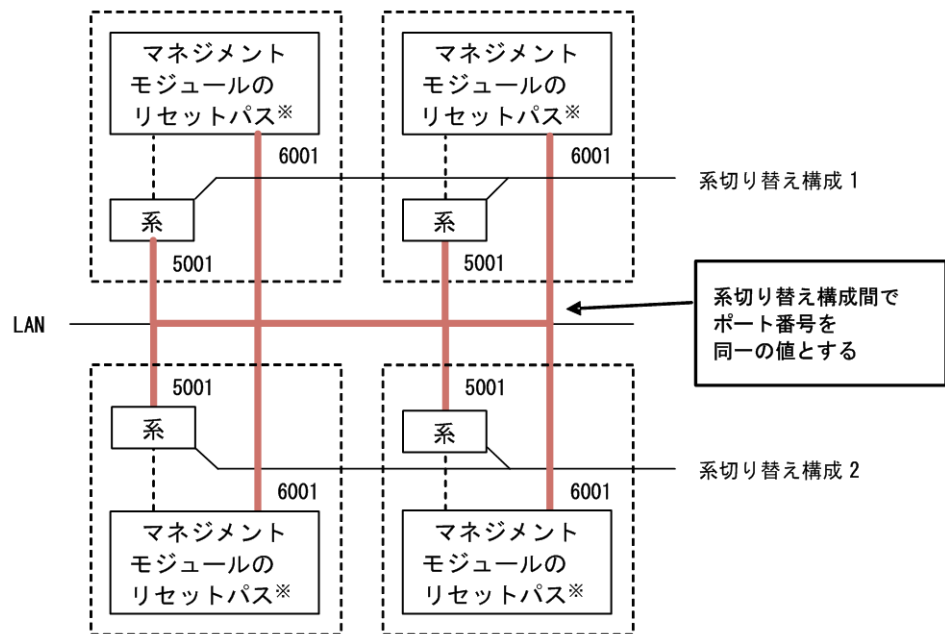 マネジメント
モジュールの
リセットパス※
マネジメント
モジュールの
リセットパス※
6001
6001
系切り替え構成1
系
系
5001
5001
系切り替え構成間で
ポート番号を
同一の値とする
LAN
5001
5001
系
系
系切り替え構成2
6001
6001
マネジメント
モジュールの
リセットパス※
マネジメント
モジュールの
リセットパス※